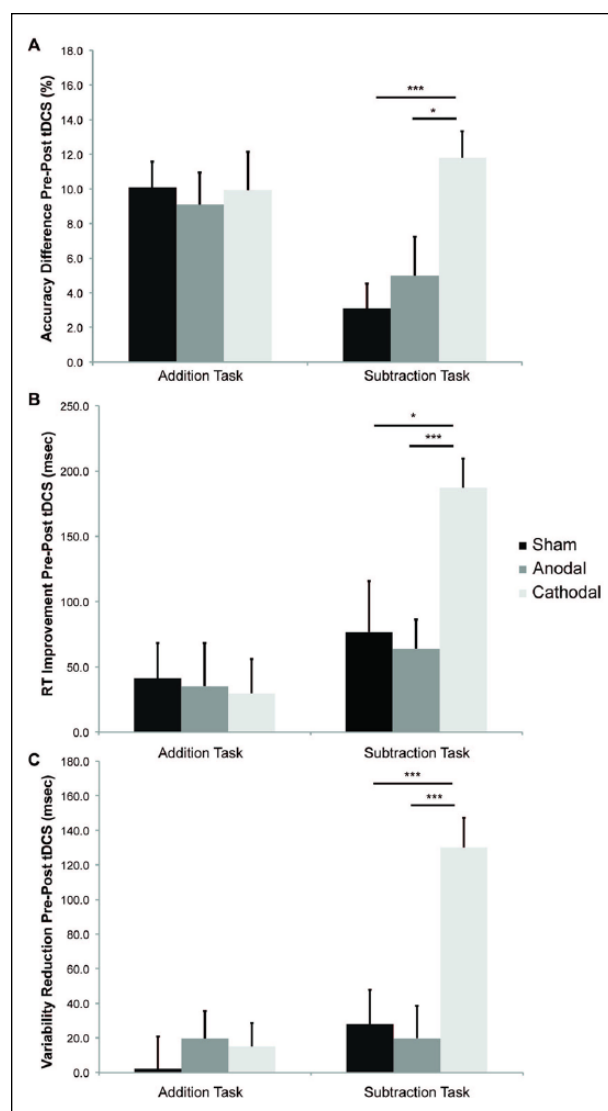 A
Accuracy Difference Pre-Post tDCS (%)
18.0
16.0
14.0
12.0
10.0
8.0
6.0
4.0
2.0
0.0
***
*
Addition Task
Subtraction Task
B
RT Improvement Pre-Post tDCS (msec)
250.0
200.0
150.0
100.0
50.0
0.0
*
***
Addition Task
Subtraction Task
Sham
Anodal
Cathodal
C
Variability Reduction Pre-Post tDCS (msec)
180.0
160.0
140.0
120.0
100.0
80.0
60.0
40.0
20.0
0.0
***
***
Addition Task
Subtraction Task